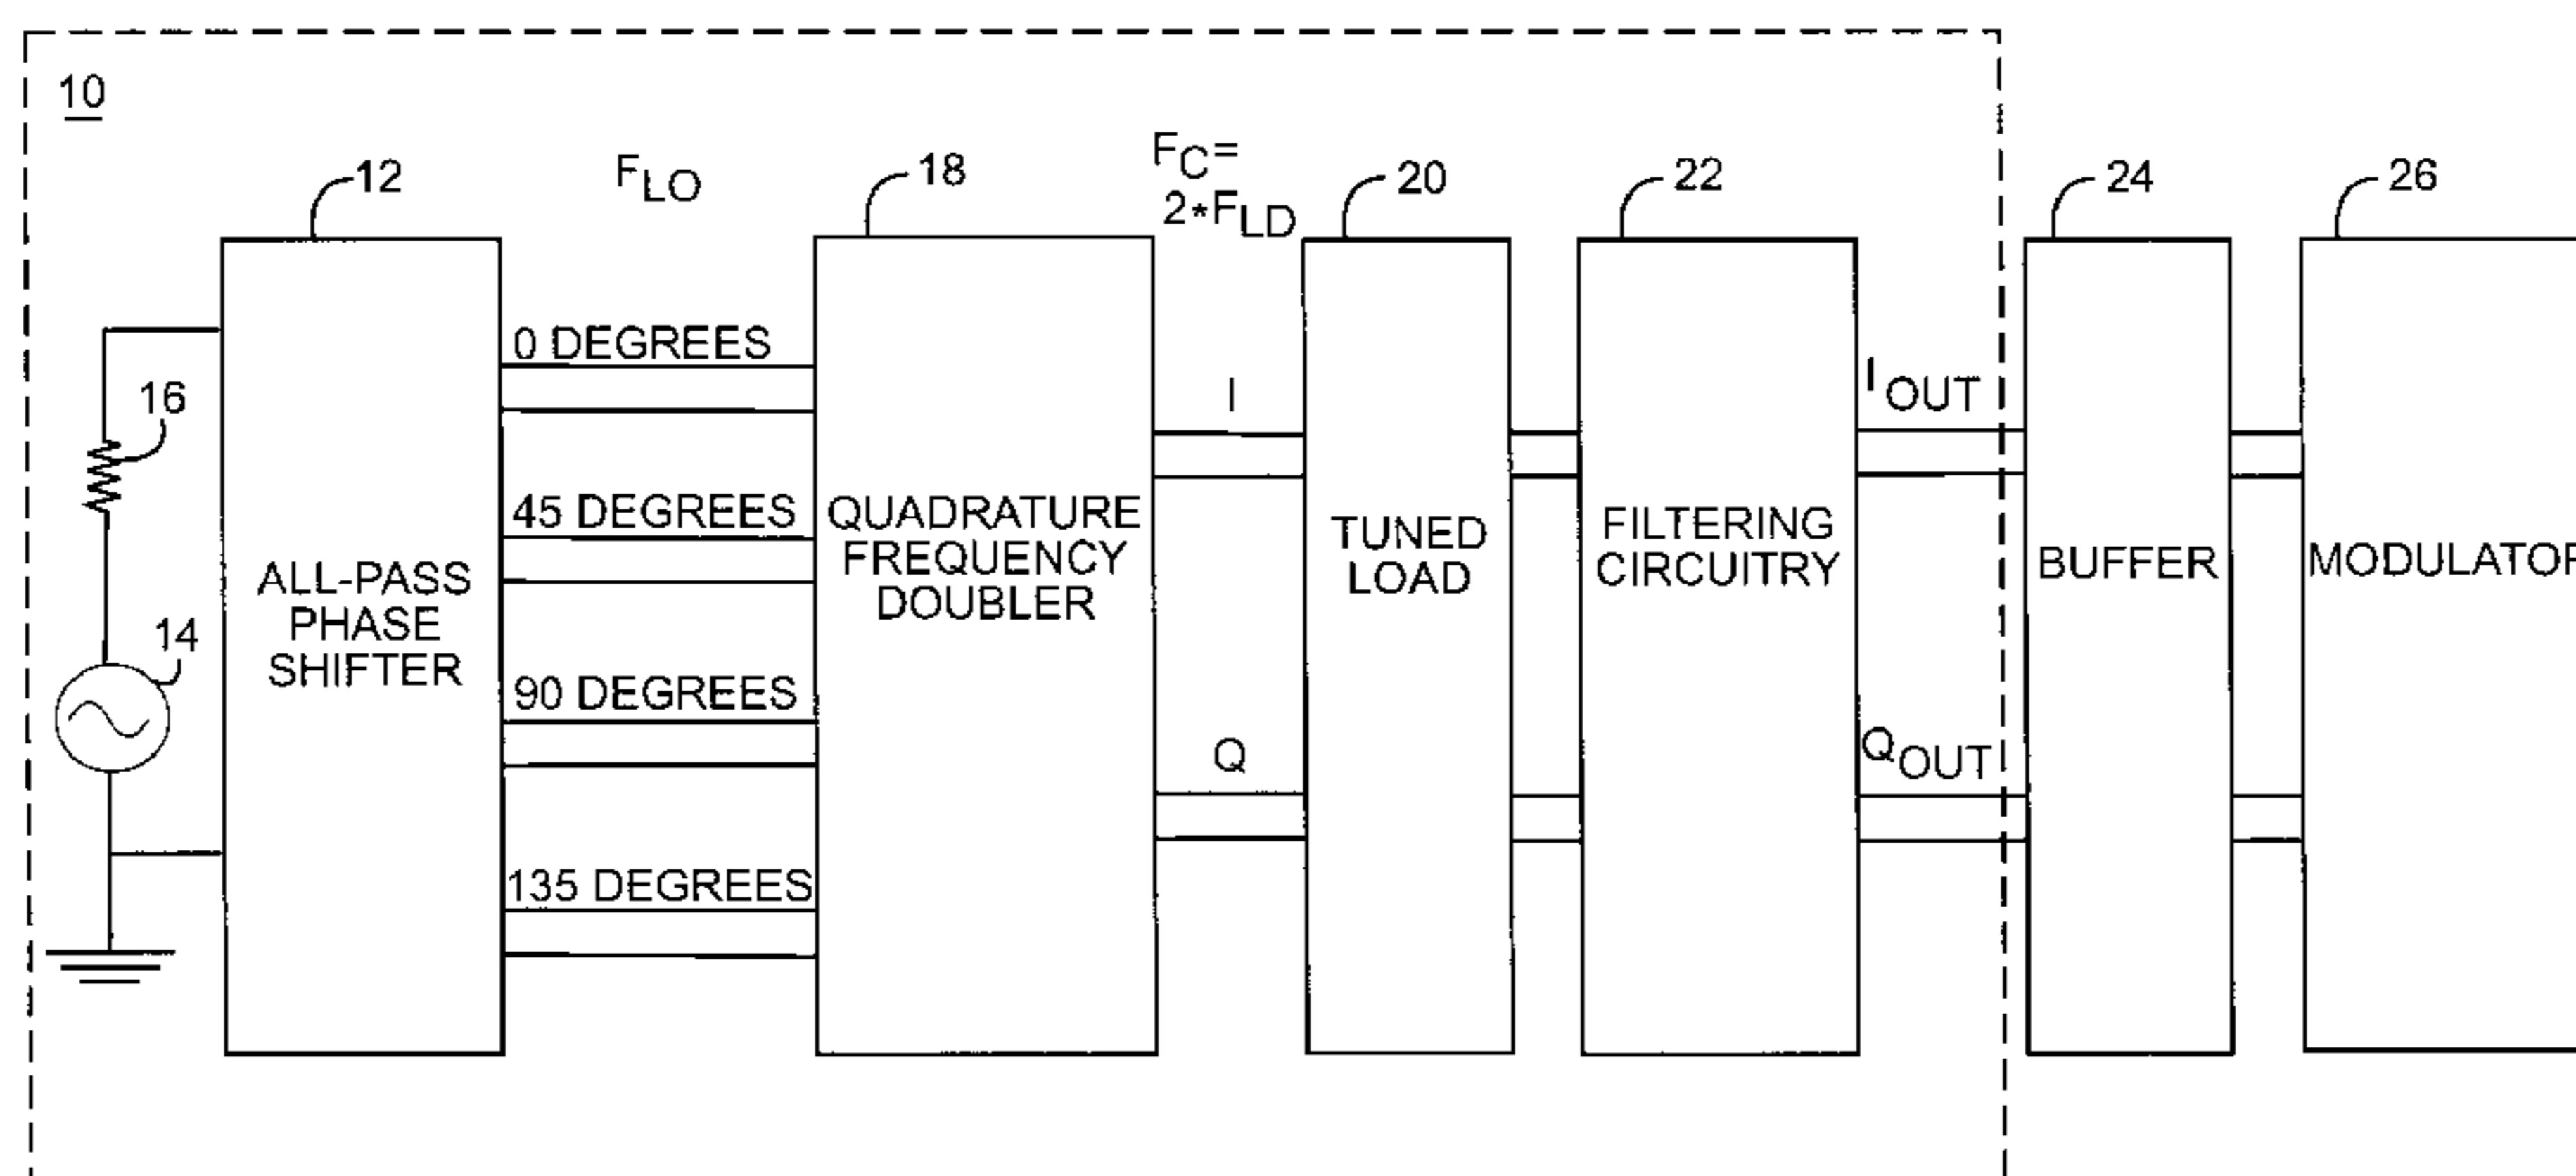 10
12
F_LO
18
F_C=
2*F_LD
20
22
24
26
16
14
ALL-PASS
PHASE
SHIFTER
0 DEGREES
45 DEGREES
90 DEGREES
135 DEGREES
QUADRATURE
FREQUENCY
DOUBLER
I
Q
TUNED
LOAD
FILTERING
CIRCUITRY
I_OUT
Q_OUT
BUFFER
MODULATOR